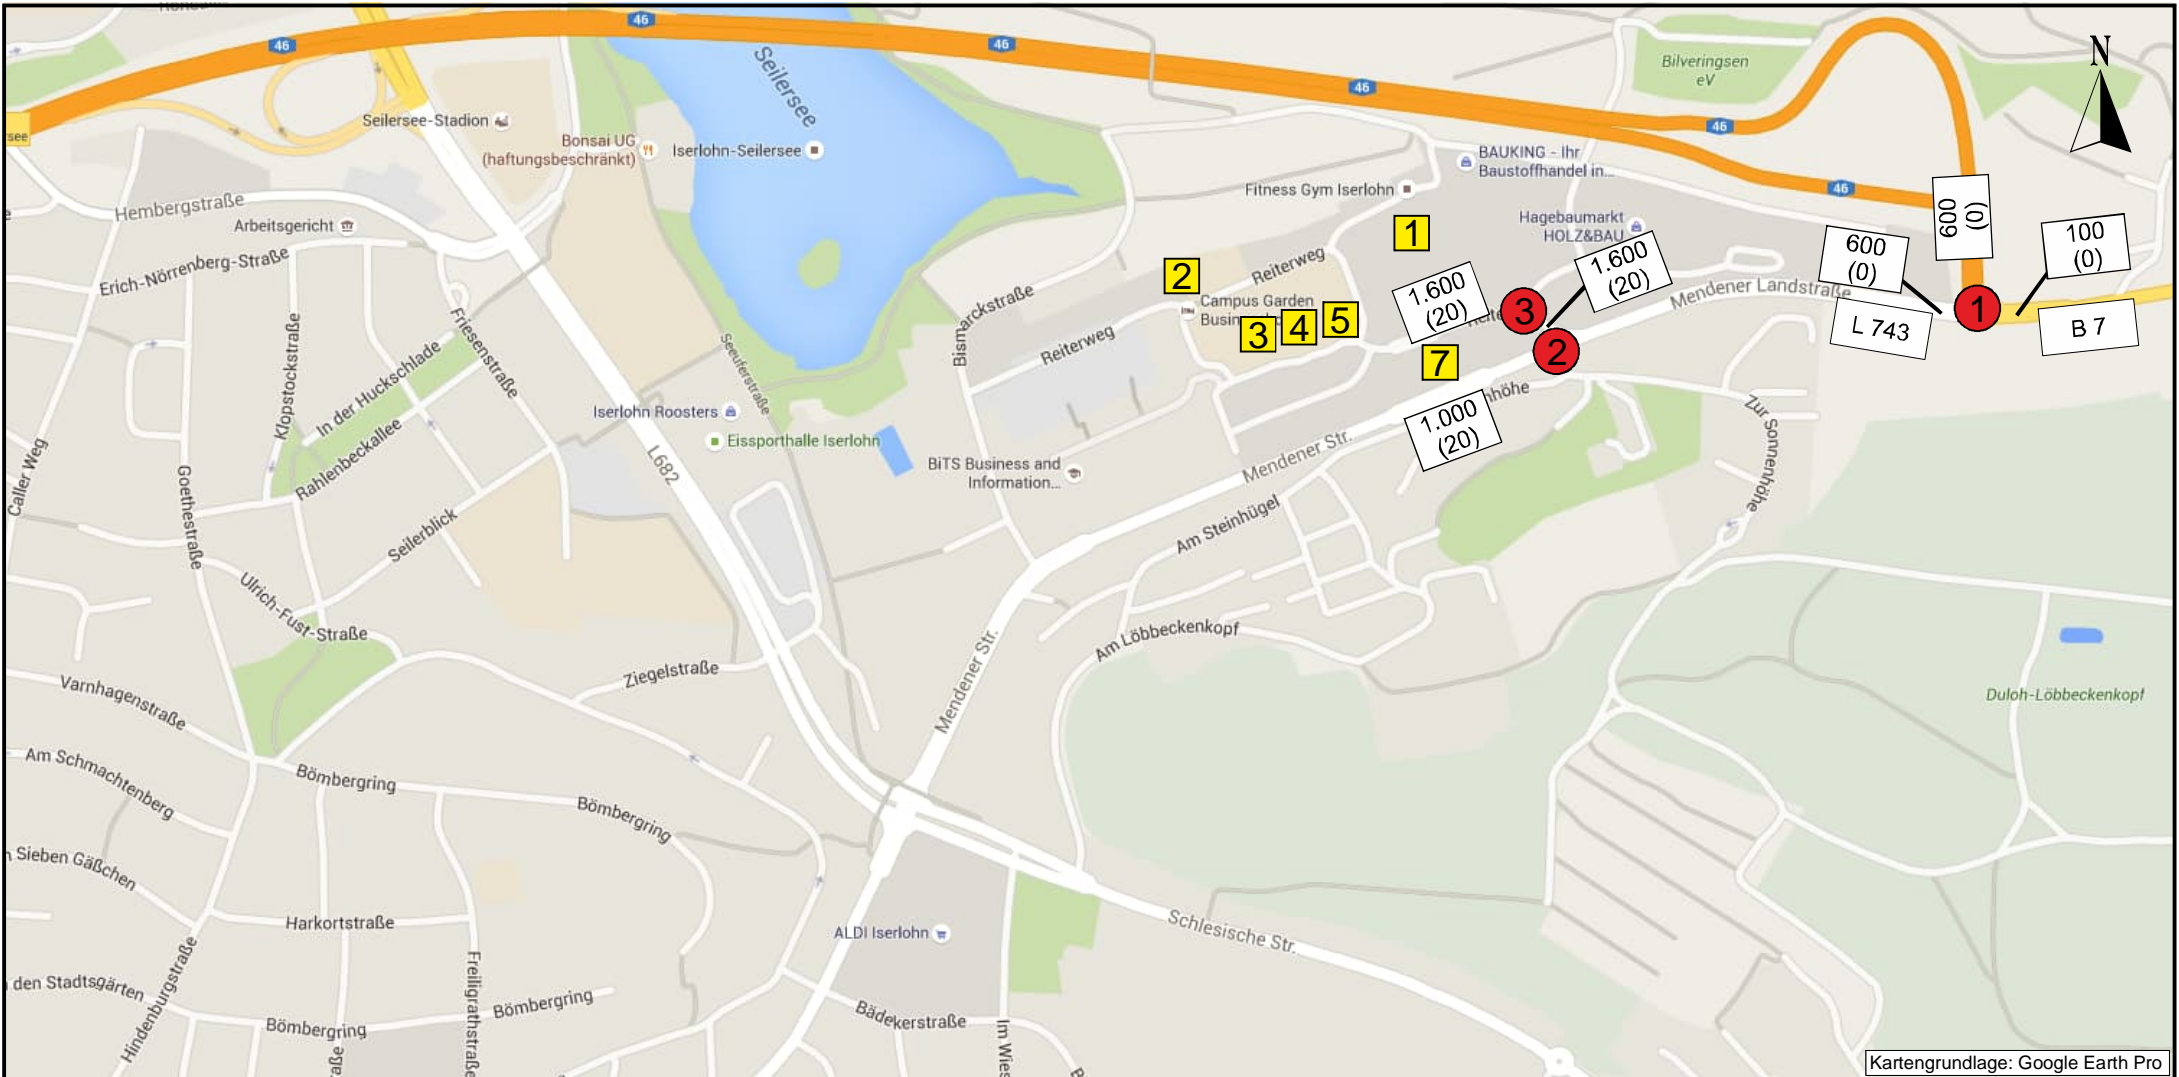 46
46
46
46
46
46
N
Bilveringsen
eV
Seilersee
Seilersee-Stadion
see
Bonsai UG
(haftungsbeschränkt)
Iserlohn-Seilersee
BAUKING - Ihr
Baustoffhandel in...
Fitness Gym Iserlohn
Hembergstraße
Arbeitsgericht
Hagebaumarkt
HOLZ&BAU
600
(0)
600
(0)
100
(0)
1
2
Erich-Nörrenberg-Straße
Reiterweg
1.600
(20)
1.600
(20)
Mendener Landstraße
L 743
1
B 7
Campus Garden
3
4
5
3
2
7
Bismarckstraße
Reiterweg
Friesenstraße
Klopstockstraße
In der Huckschlade
Rahlenbeckallee
Seeuferstraße
Iserlohn Roosters
Eissporthalle Iserlohn
1.000
(20)
Zur Sonnenhöhe
Mendener Str.
BiTS Business and
Information...
L682
Caller Weg
Goethestraße
Seilerblick
Am Steinhügel
Ulrich-Fust-Straße
Am Löbbeckenkopf
Mendener Str.
Ziegelstraße
Varnhagenstraße
Duloh-Löbbeckenkopf
Am Schmachtenberg
Bömbergring
Bömbergring
Sieben Gäßchen
Harkortstraße
ALDI Iserlohn
Schlesische Str.
Hindenburgstraße
Freiligrathstraße
den Stadtsgärten
Bömbergring
Bömbergring
Bädekerstraße
Im Wies
aße
Kartengrundlage: Google Earth Pro